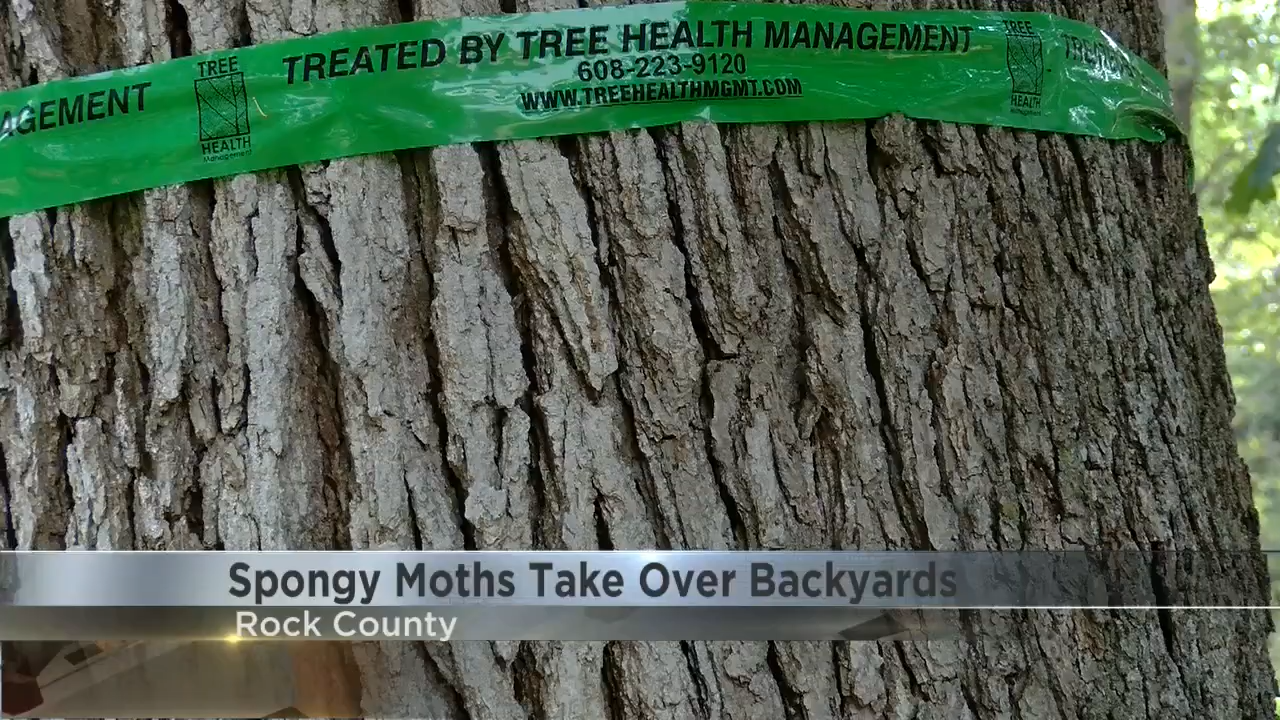 AGEMENT
TREE
HEALTH
Management
TREATED BY TREE HEALTH MANAGEMENT
608-223-9120
WWW.TREEHEALTHMGMT.COM
TREE
HEALTH
Spongy Moths Take Over Backyards
Rock County